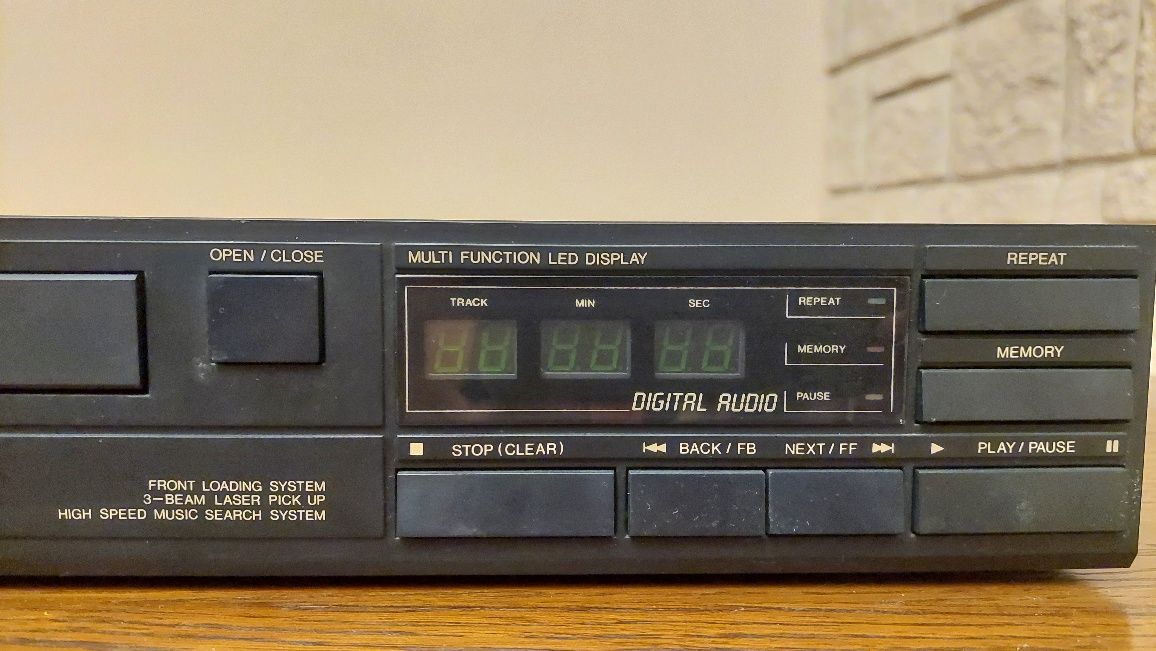 OPEN / CLOSE
FRONT LOADING SYSTEM
3-BEAM LASER PICK UP
HIGH SPEED MUSIC SEARCH SYSTEM
MULTI FUNCTION LED DISPLAY
TRACK MIN SEC
REPEAT
MEMORY
PAUSE
DIGITAL AUDIO
STOP (CLEAR) BACK / FB NEXT / FF PLAY / PAUSE
REPEAT
MEMORY